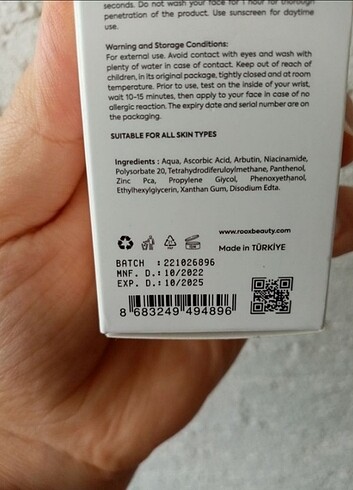 seconds. Do not wash your face for 1 hour for thorough
penetration of the product. Use sunscreen for daytime
use.
Warning and Storage Conditions:
For external use. Avoid contact with eyes and wash with
plenty of water in case of contact. Keep out of reach of
children, in its original package, tightly closed and at room
temperature. Prior to use, test on the inside of your wrist,
wait 10-15 minutes, then apply to your face in case of no
allergic reaction. The expiry date and serial number are on
the packaging.
SUITABLE FOR ALL SKIN TYPES
Ingredients : Aqua, Ascorbic Acid, Arbutin, Niacinamide,
Polysorbate 20, Tetrahydrodiferuloylmethane, Panthenol,
Zinc Pca, Propylene Glycol, Phenoxyethanol,
Ethylhexylglycerin, Xanthan Gum, Disodium Edta.
www.rooxbeauty.com
Made in TÜRKİYE
BATCH : 221026896
MNF. D.: 10/2022
EXP. D.: 10/2025
8 683249 494896